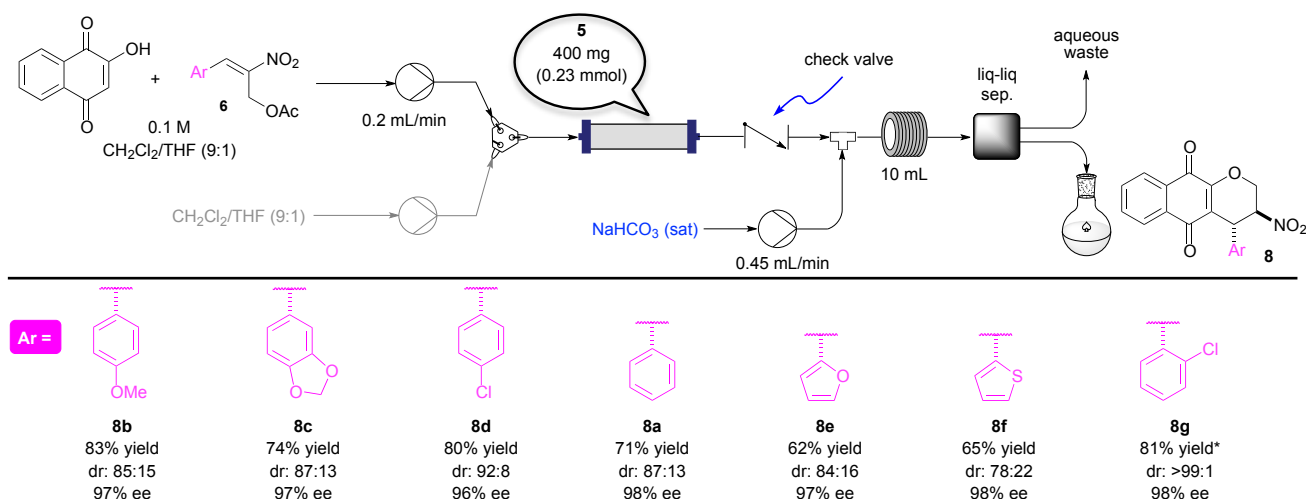 O
OH
O
+
Ar
NO2
6
OAc
0.1 M
CH2Cl2/THF (9:1)
0.2 mL/min
CH2Cl2/THF (9:1)
5
400 mg
(0.23 mmol)
check valve
NaHCO3 (sat)
0.45 mL/min
10 mL
liq-liq
sep.
aqueous
waste
O
O
NO2
O
Ar
8
Ar =
OMe
O
O
Cl
O
S
Cl
8b
83% yield
dr: 85:15
97% ee
8c
74% yield
dr: 87:13
97% ee
8d
80% yield
dr: 92:8
96% ee
8a
71% yield
dr: 87:13
98% ee
8e
62% yield
dr: 84:16
97% ee
8f
65% yield
dr: 78:22
98% ee
8g
81% yield*
dr: >99:1
98% ee